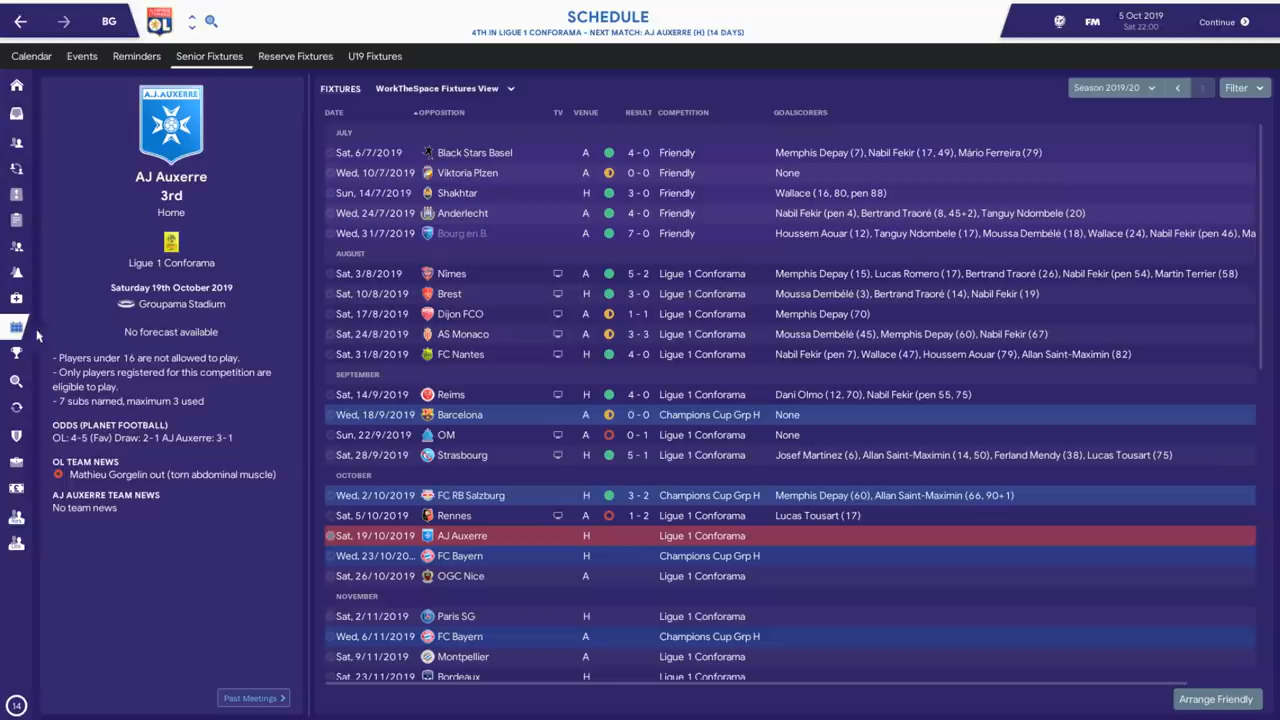 BG
SCHEDULE
4TH IN LIGUE 1 CONFORAMA - NEXT MATCH: AJ AUXERRE (H) (14 DAYS)
FM
5 Oct 2019
Sat 22:00
Continue
Calendar Events Reminders Senior Fixtures Reserve Fixtures U19 Fixtures
A.J.AUXERRE
AJ Auxerre
3rd
Home
Ligue 1 Conforama
Saturday 19th October 2019
Groupama Stadium
No forecast available
- Players under 16 are not allowed to play.
- Only players registered for this competition are
eligible to play.
- 7 subs named, maximum 3 used
ODDS (PLANET FOOTBALL)
OL: 4-5 (Fav) Draw: 2-1 AJ Auxerre: 3-1
OL TEAM NEWS
Mathieu Gorgelin out (torn abdominal muscle)
AJ AUXERRE TEAM NEWS
No team news
Past Meetings
14
FIXTURES WorkTheSpace Fixtures View Season 2019/20 Filter
DATE OPPOSITION TV VENUE RESULT COMPETITION GOALSCORERS
JULY
Sat, 6/7/2019 Black Stars Basel A 4 - 0 Friendly Memphis Depay (7), Nabil Fekir (17, 49), Mário Ferreira (79)
Wed, 10/7/2019 Viktoria Plzen A 0 - 0 Friendly None
Sun, 14/7/2019 Shakhtar H 3 - 0 Friendly Wallace (16, 80, pen 88)
Wed, 24/7/2019 Anderlecht A 4 - 0 Friendly Nabil Fekir (pen 4), Bertrand Traoré (8, 45+2), Tanguy Ndombele (20)
Wed, 31/7/2019 Bourg en B. A 7 - 0 Friendly Houssem Aouar (12), Tanguy Ndombele (17), Moussa Dembélé (18), Wallace (24), Nabil Fekir (pen 46), Ma
AUGUST
Sat, 3/8/2019 Nîmes A 5 - 2 Ligue 1 Conforama Memphis Depay (15), Lucas Romero (17), Bertrand Traoré (26), Nabil Fekir (pen 54), Martin Terrier (58)
Sat, 10/8/2019 Brest H 3 - 0 Ligue 1 Conforama Moussa Dembélé (3), Bertrand Traoré (14), Nabil Fekir (19)
Sat, 17/8/2019 Dijon FCO A 1 - 1 Ligue 1 Conforama Memphis Depay (70)
Sat, 24/8/2019 AS Monaco A 3 - 3 Ligue 1 Conforama Moussa Dembélé (45), Memphis Depay (60), Nabil Fekir (67)
Sat, 31/8/2019 FC Nantes H 4 - 0 Ligue 1 Conforama Nabil Fekir (pen 7), Wallace (47), Houssem Aouar (79), Allan Saint-Maximin (82)
SEPTEMBER
Sat, 14/9/2019 Reims H 4 - 0 Ligue 1 Conforama Dani Olmo (12, 70), Nabil Fekir (pen 55, 75)
Wed, 18/9/2019 Barcelona A 0 - 0 Champions Cup Grp H None
Sun, 22/9/2019 OM A 0 - 1 Ligue 1 Conforama None
Sat, 28/9/2019 Strasbourg H 5 - 1 Ligue 1 Conforama Josef Martínez (6), Allan Saint-Maximin (14, 50), Ferland Mendy (38), Lucas Tousart (75)
OCTOBER
Wed, 2/10/2019 FC RB Salzburg H 3 - 2 Champions Cup Grp H Memphis Depay (60), Allan Saint-Maximin (66, 90+1)
Sat, 5/10/2019 Rennes A 1 - 2 Ligue 1 Conforama Lucas Tousart (17)
Sat, 19/10/2019 AJ Auxerre H Ligue 1 Conforama
Wed, 23/10/20... FC Bayern H Champions Cup Grp H
Sat, 26/10/2019 OGC Nice A Ligue 1 Conforama
NOVEMBER
Sat, 2/11/2019 Paris SG H Ligue 1 Conforama
Wed, 6/11/2019 FC Bayern A Champions Cup Grp H
Sat, 9/11/2019 Montpellier A Ligue 1 Conforama
Sat, 23/11/2019 Bordeaux H Ligue 1 Conforama
Arrange Friendly